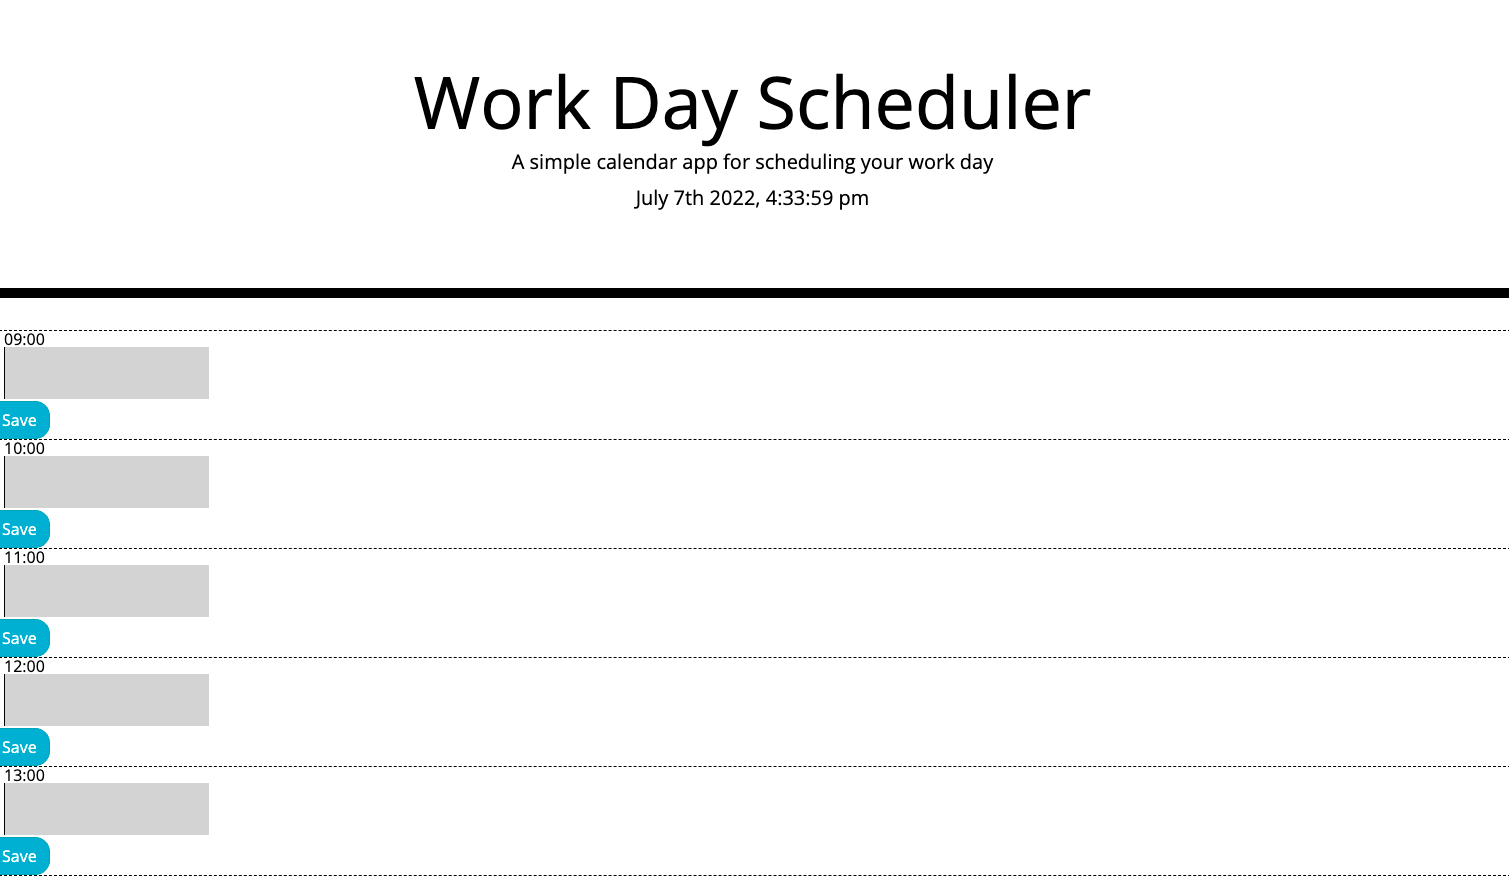 Work Day Scheduler
A simple calendar app for scheduling your work day
July 7th 2022, 4:33:59 pm
09:00
Save
10:00
Save
11:00
Save
12:00
Save
13:00
Save